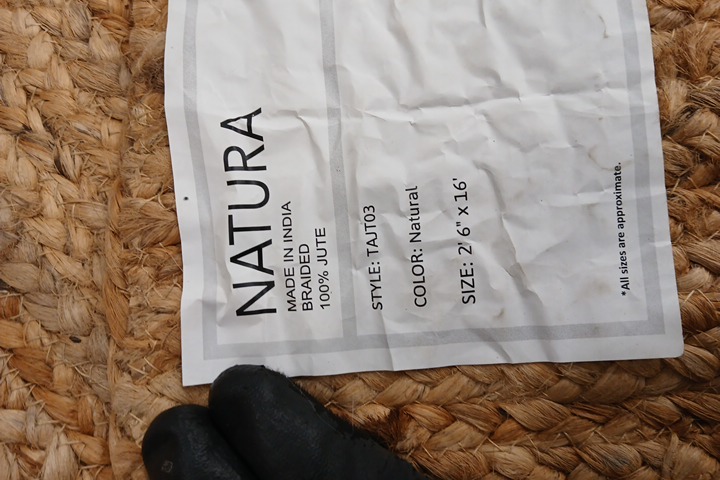 NATURA
MADE IN INDIA
BRAIDED
100% JUTE
STYLE: TAJT03
COLOR: Natural
SIZE: 2' 6" x 16'
*All sizes are approximate.